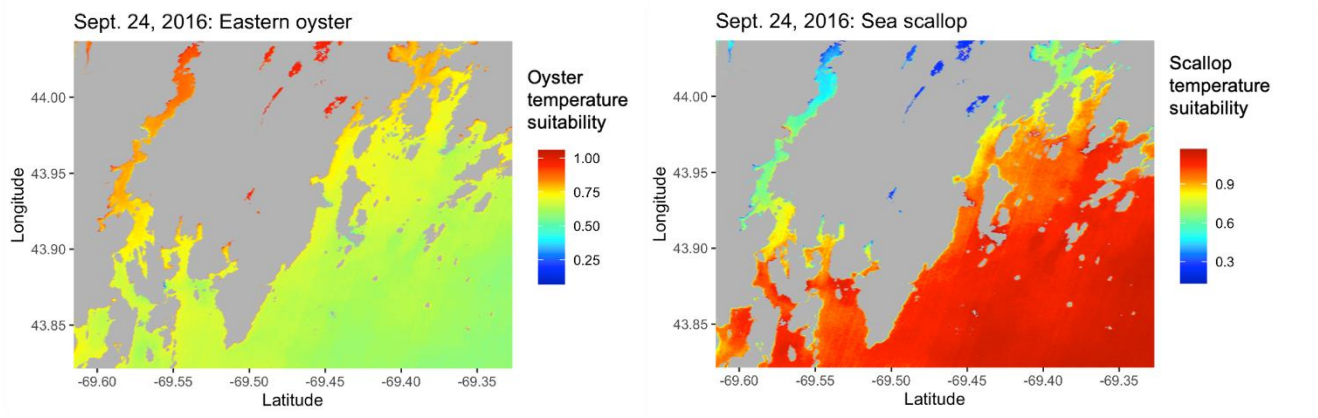 Sept. 24, 2016: Eastern oyster
Longitude
44.00
43.95
43.90
43.85
-69.60
-69.55
-69.50
-69.45
-69.40
-69.35
Latitude
Oyster
temperature
suitability
1.00
0.75
0.50
0.25
Sept. 24, 2016: Sea scallop
Longitude
44.00
43.95
43.90
43.85
-69.60
-69.55
-69.50
-69.45
-69.40
-69.35
Latitude
Scallop
temperature
suitability
0.9
0.6
0.3